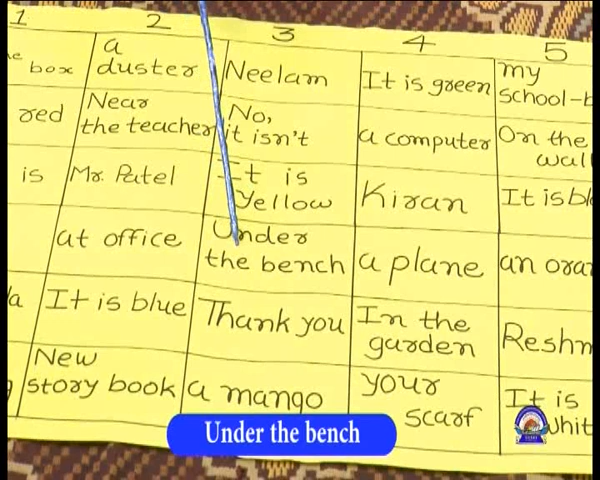 1 2 3 4 5
box
a duster
Neelam
It is green
my school-b
red
Near the teacher
No, it isn't
a computer
On the wall
is
Mr. Patel
It is Yellow
Kiran
It is bl
at office
Under the bench
a plane
an ora
la
It is blue
Thank you
In the garden
Reshm
New story book
a mango
your scarf
It is whit
Under the bench